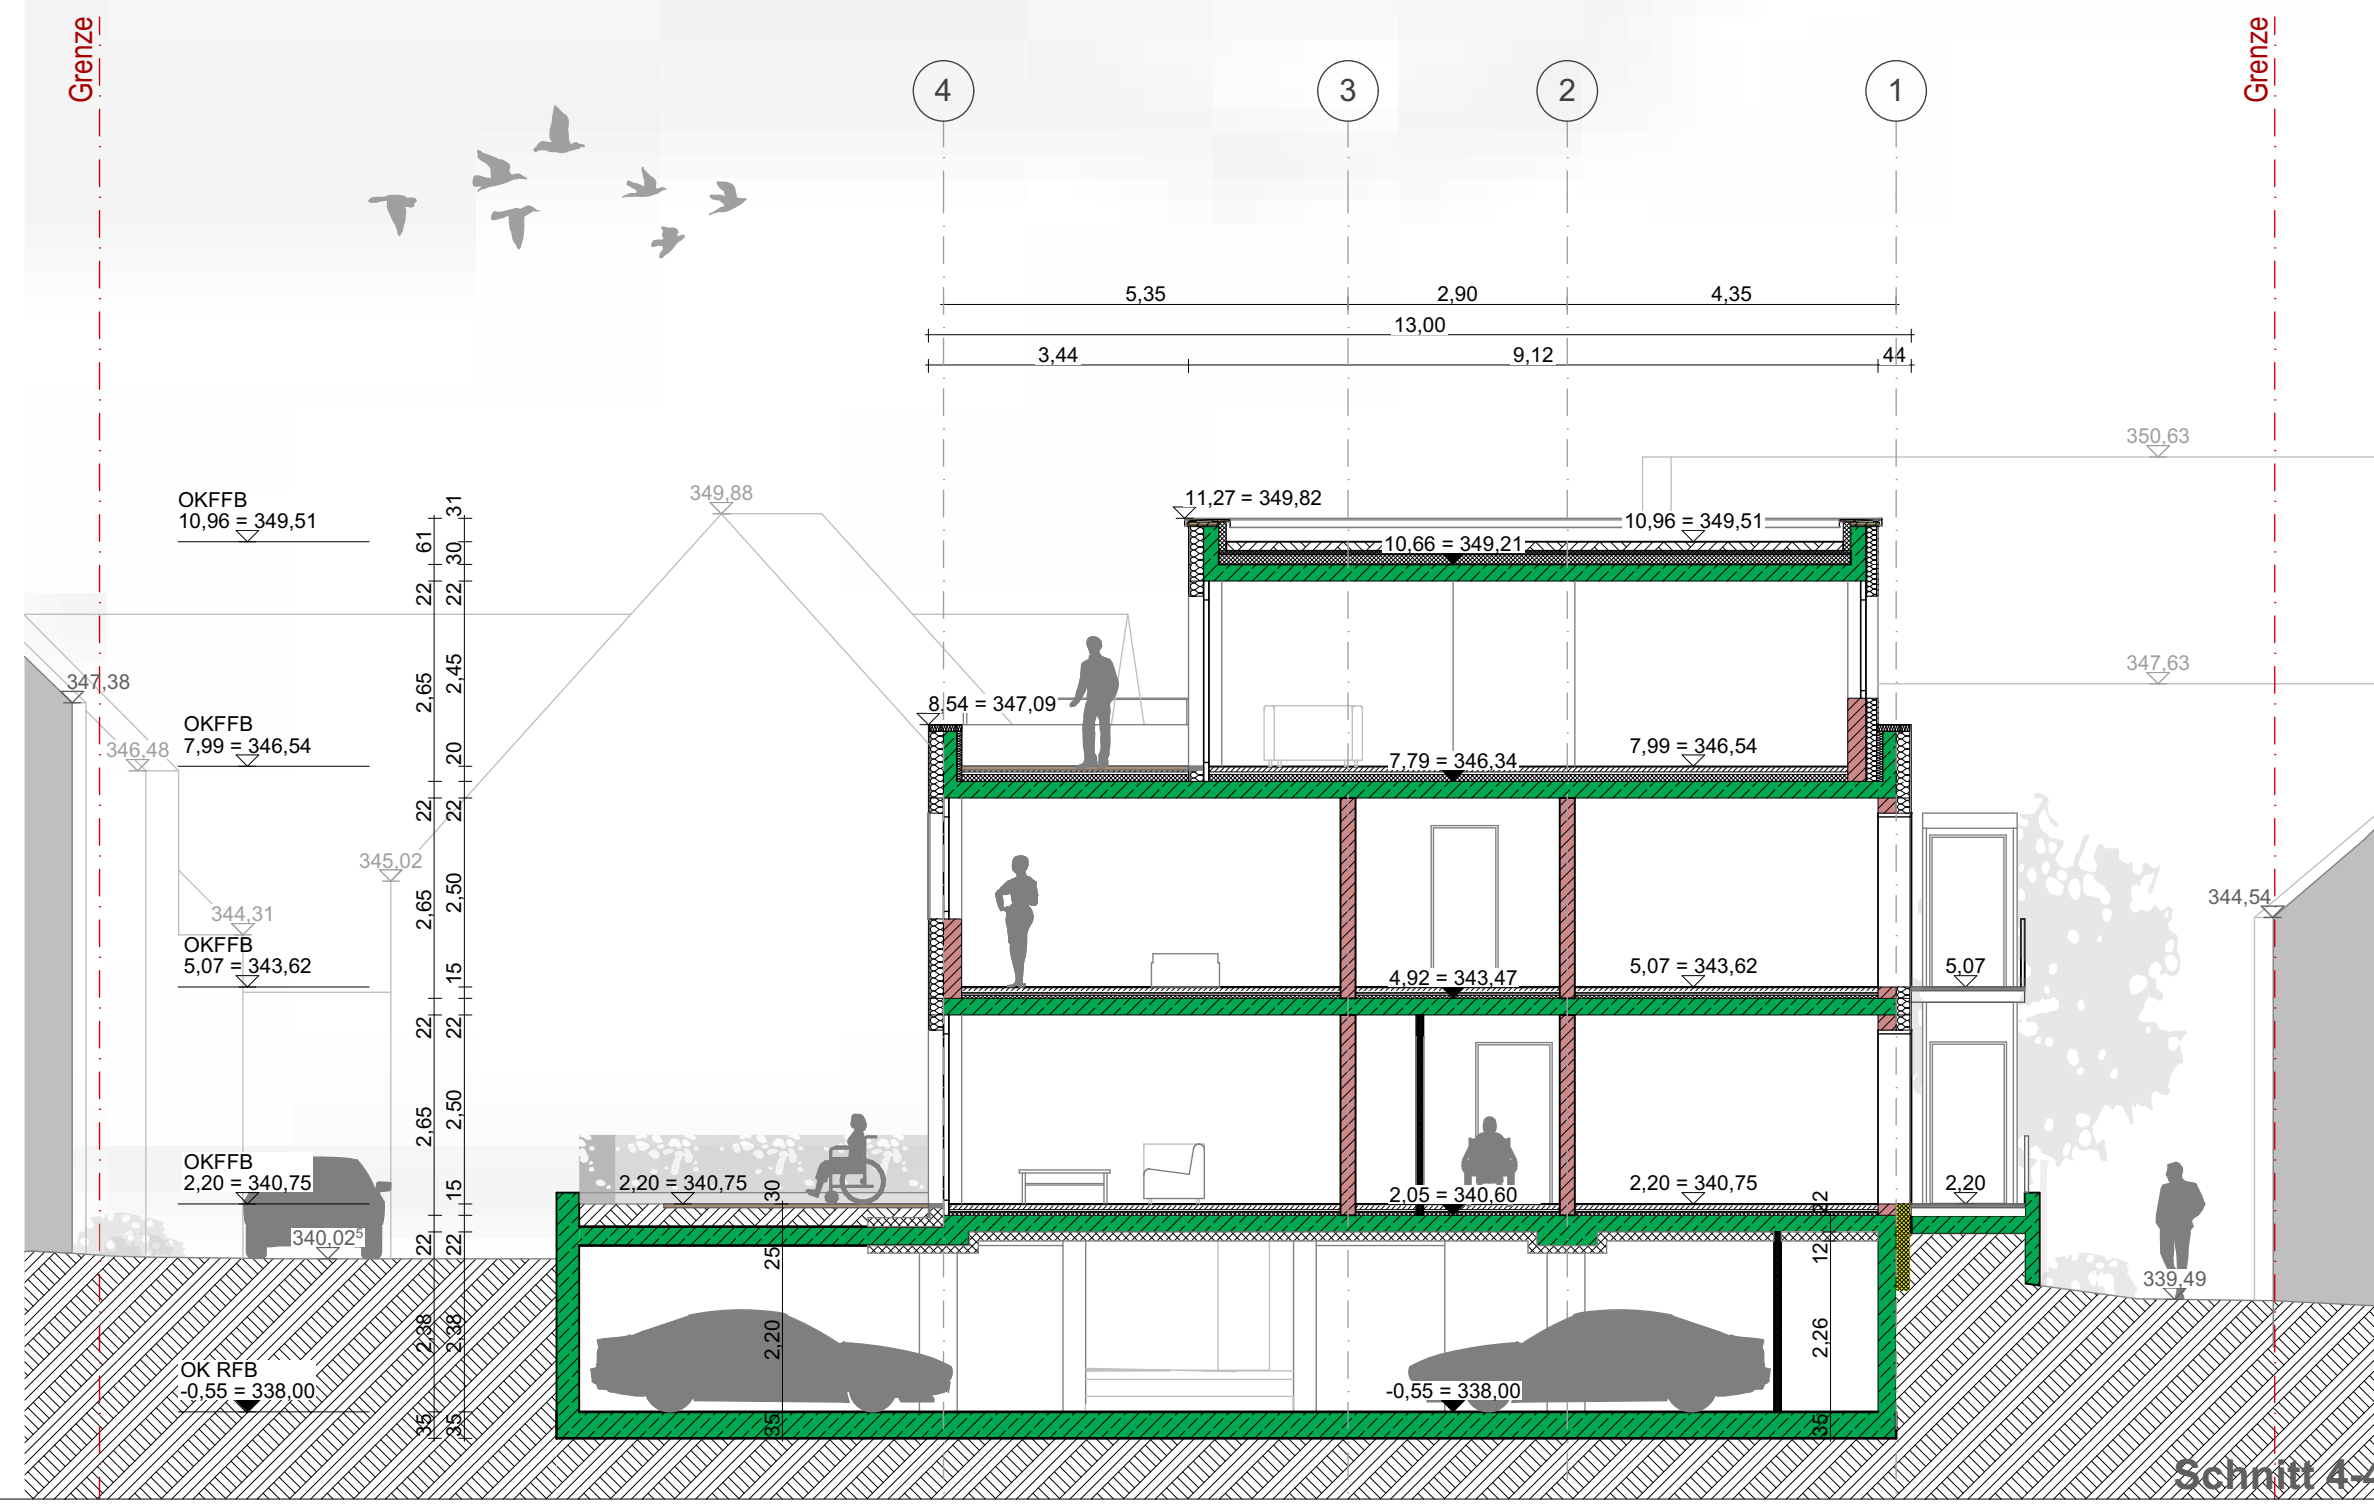 Grenze
Grenze
4
3
2
1
5,35
2,90
4,35
13,00
3,44
9,12
44
350,63
349,88
OKFFB
10,96 = 349,51
31
61
30
11,27 = 349,82
10,96 = 349,51
10,66 = 349,21
22
22
347,38
2,65
2,45
347,63
8,54 = 347,09
OKFFB
7,99 = 346,54
346,48
20
7,79 = 346,34
7,99 = 346,54
22
22
345,02
344,31
2,65
2,50
344,54
OKFFB
5,07 = 343,62
15
4,92 = 343,47
5,07 = 343,62
5,07
22
22
2,65
2,50
OKFFB
2,20 = 340,75
15
2,20 = 340,75
30
2,05 = 340,60
2,20 = 340,75
22
2,20
340,02⁵
22
22
25
12
339,49
2,38
2,38
2,20
2,26
OK RFB
-0,55 = 338,00
-0,55 = 338,00
35
35
35
35
Schnitt 4-4